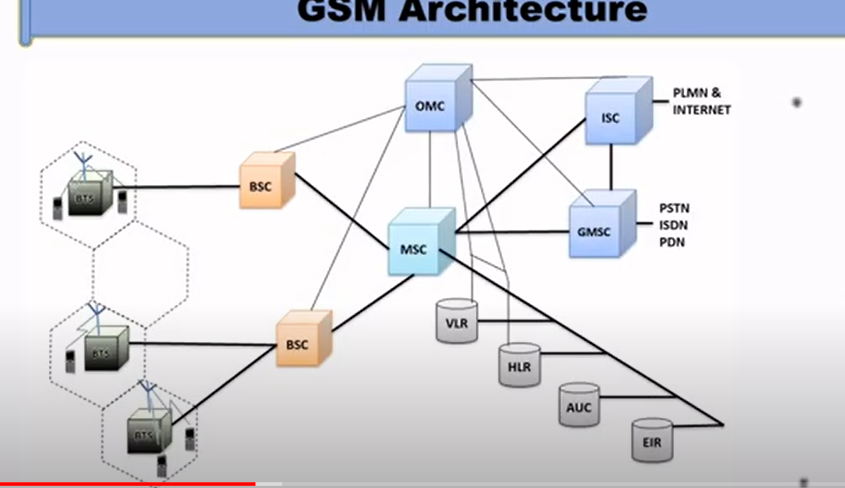 GSM Architecture
OMC
ISC
PLMN &
INTERNET
BSC
BTS
MSC
GMSC
PSTN
ISDN
PDN
VLR
BSC
BTS
HLR
AUC
BTS
EIR